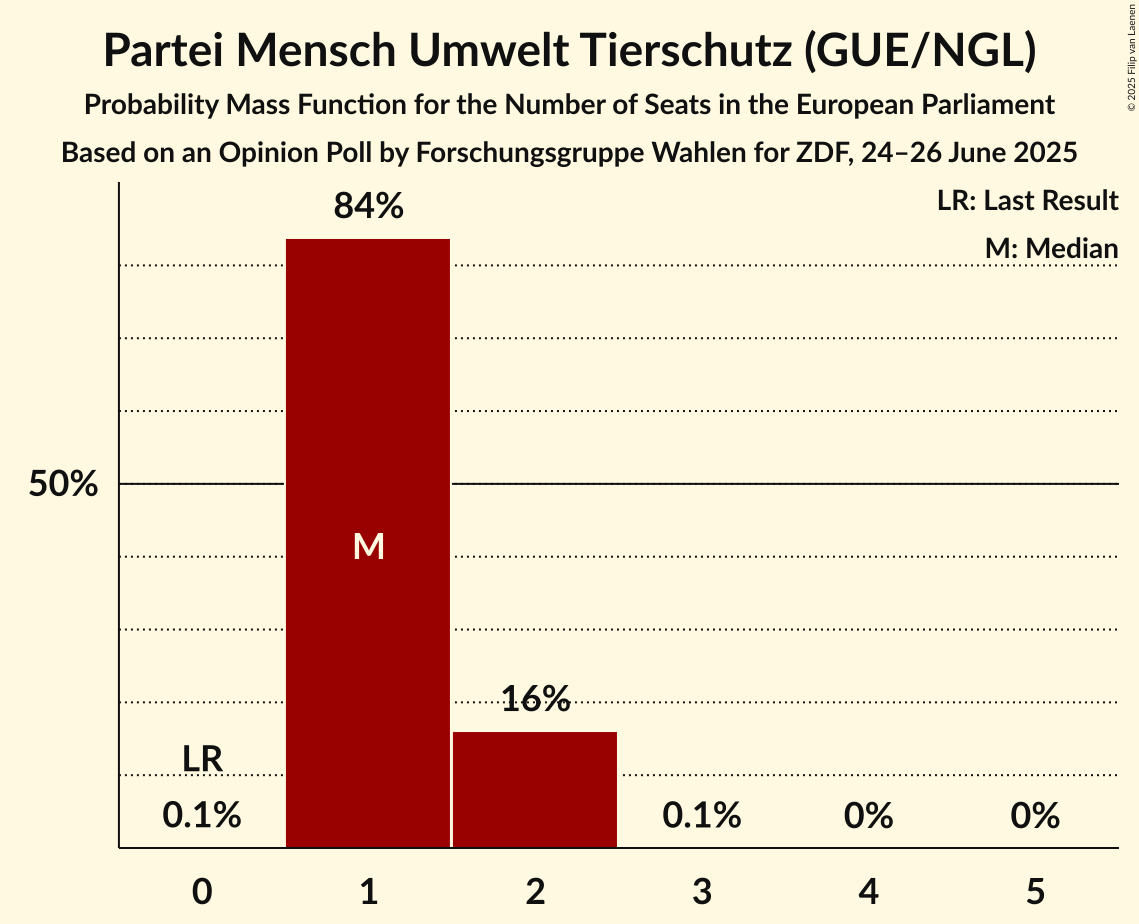 Partei Mensch Umwelt Tierschutz (GUE/NGL)
Probability Mass Function for the Number of Seats in the European Parliament
Based on an Opinion Poll by Forschungsgruppe Wahlen for ZDF, 24–26 June 2025
© 2025 Filip van Laenen
LR: Last Result
M: Median
84%
50%
M
16%
LR
0.1%
0.1%
0%
0%
0 1 2 3 4 5